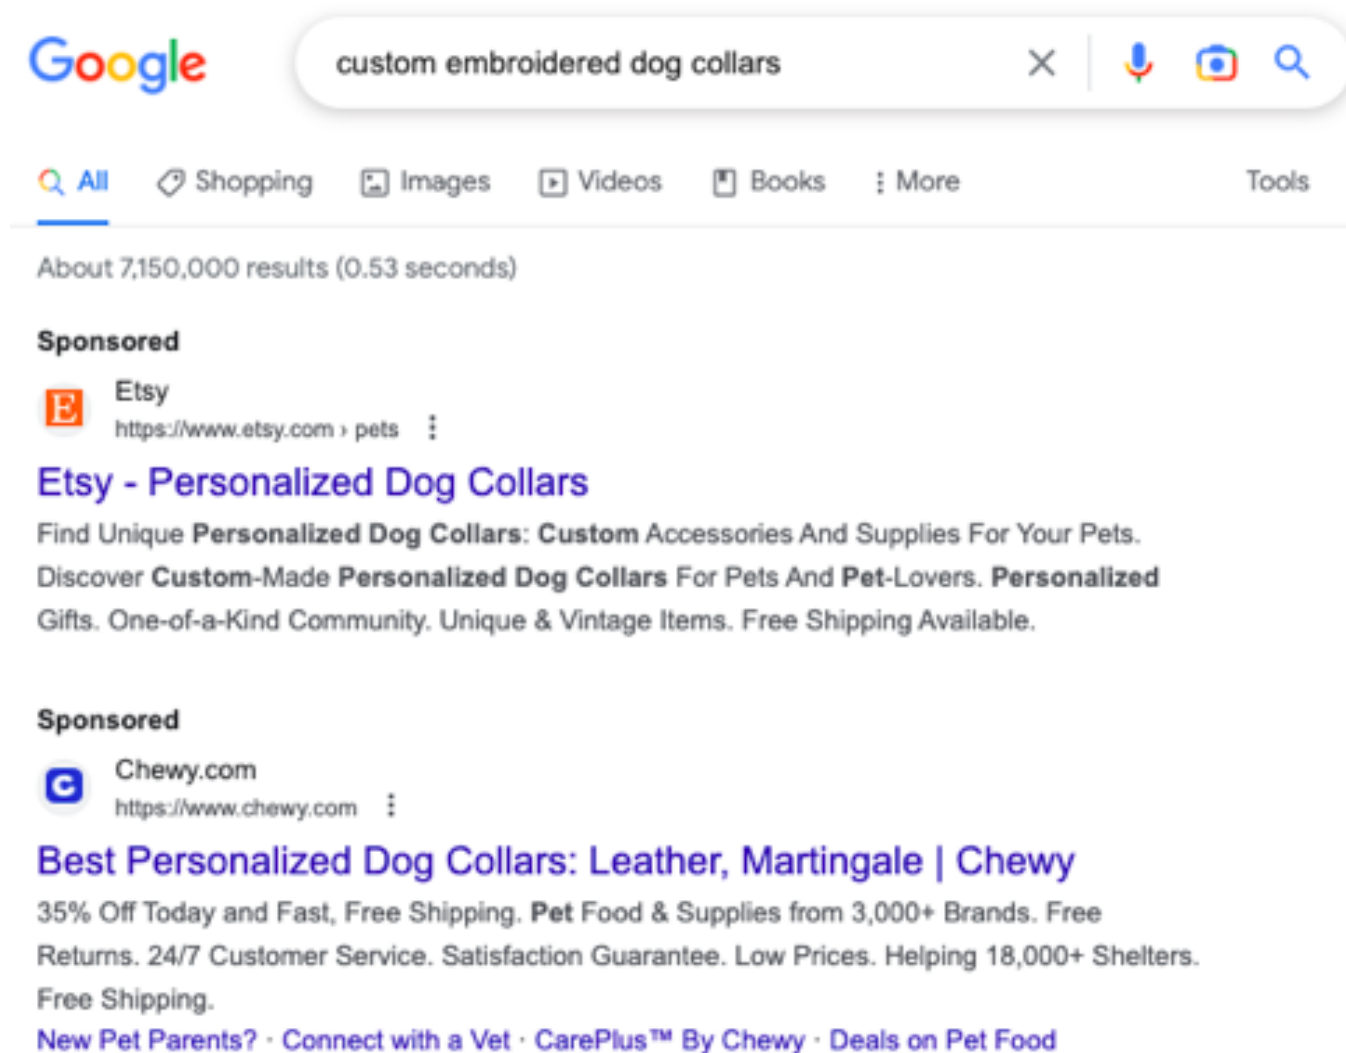 Google
custom embroidered dog collars
All Shopping Images Videos Books More Tools
About 7,150,000 results (0.53 seconds)
Sponsored
E
Etsy
https://www.etsy.com › pets
Etsy - Personalized Dog Collars
Find Unique Personalized Dog Collars: Custom Accessories And Supplies For Your Pets.
Discover Custom-Made Personalized Dog Collars For Pets And Pet-Lovers. Personalized
Gifts. One-of-a-Kind Community. Unique & Vintage Items. Free Shipping Available.
Sponsored
C
Chewy.com
https://www.chewy.com
Best Personalized Dog Collars: Leather, Martingale | Chewy
35% Off Today and Fast, Free Shipping. Pet Food & Supplies from 3,000+ Brands. Free
Returns. 24/7 Customer Service. Satisfaction Guarantee. Low Prices. Helping 18,000+ Shelters.
Free Shipping.
New Pet Parents? · Connect with a Vet · CarePlus™ By Chewy · Deals on Pet Food